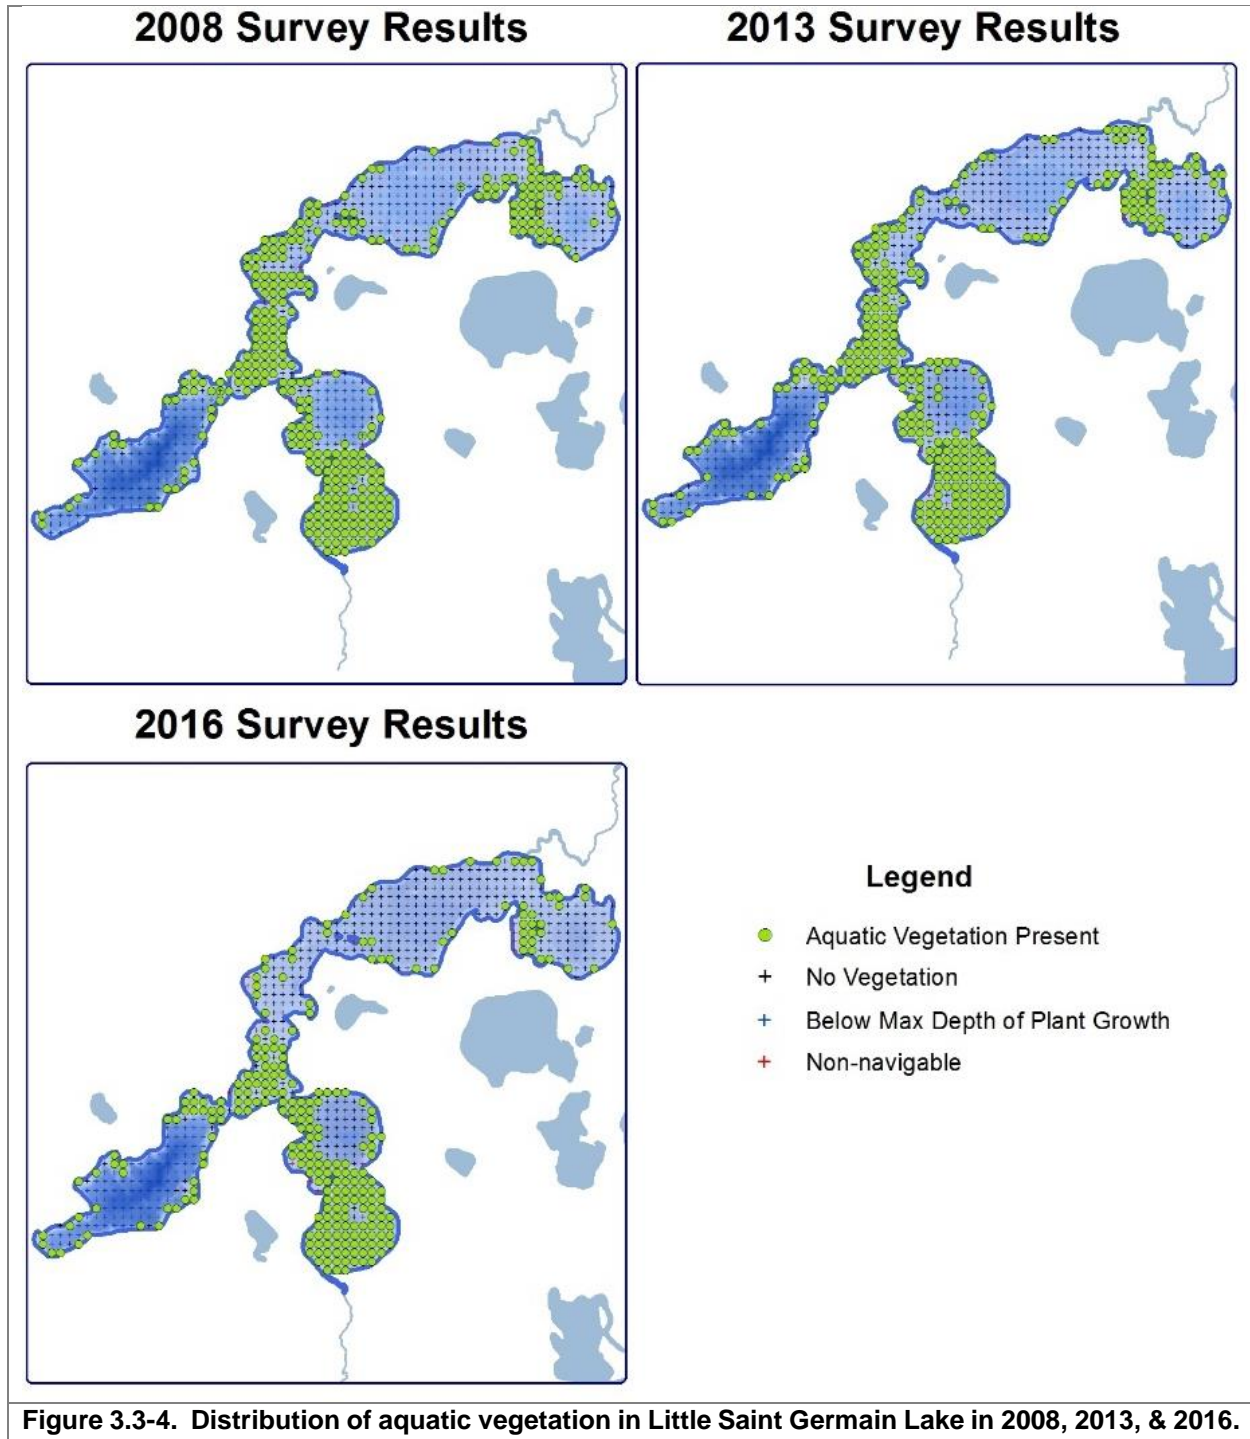 2008 Survey Results
2013 Survey Results
2016 Survey Results
Legend
Aquatic Vegetation Present
No Vegetation
Below Max Depth of Plant Growth
Non-navigable
Figure 3.3-4. Distribution of aquatic vegetation in Little Saint Germain Lake in 2008, 2013, & 2016.